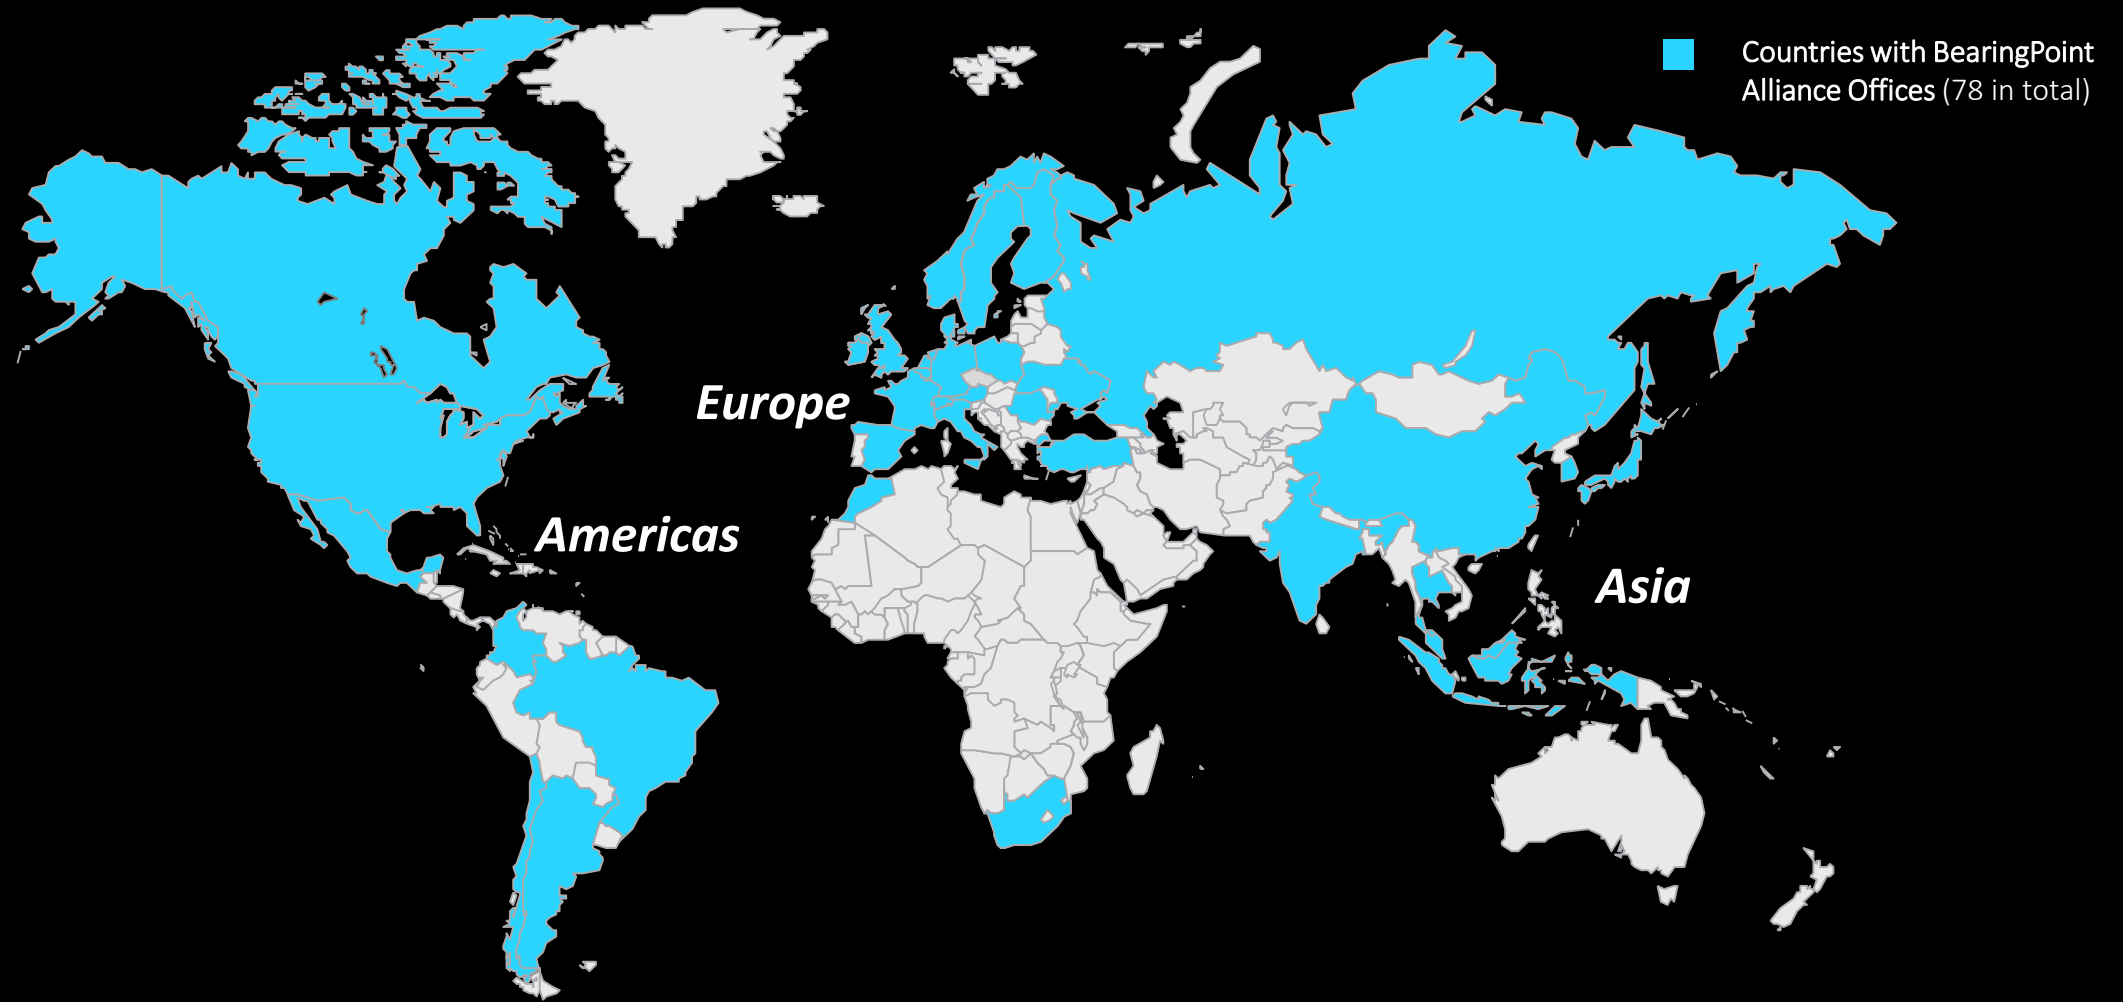 Countries with BearingPoint
Alliance Offices (78 in total)
Europe
Americas
Asia